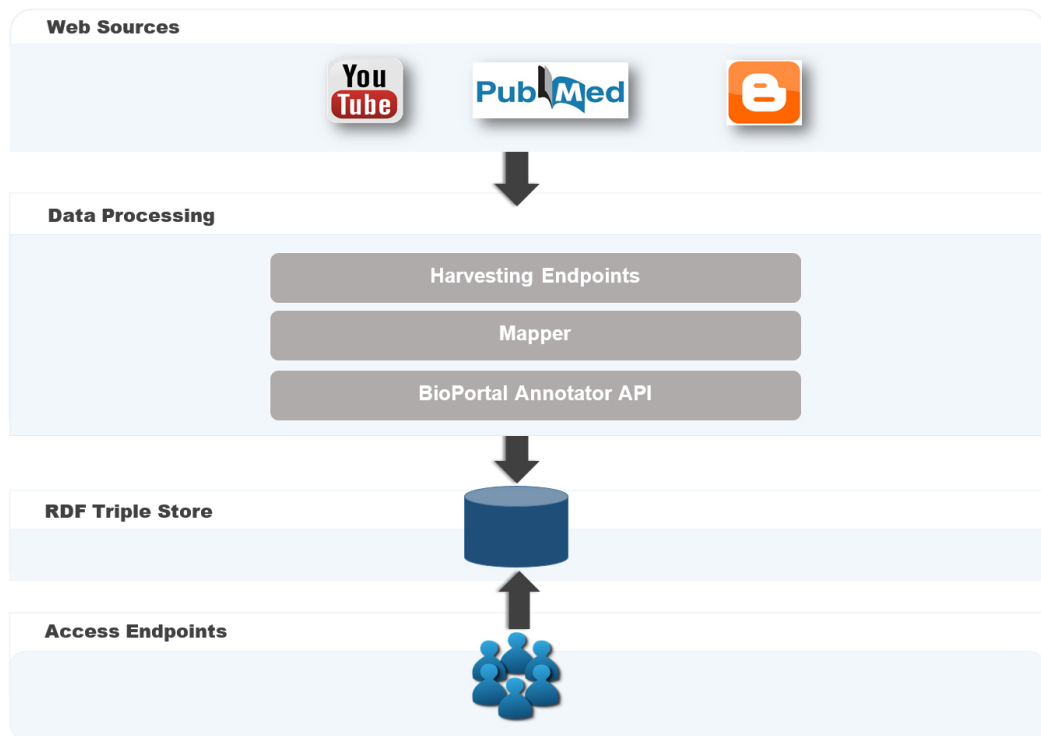 Web Sources
You
Tube
PubMed
Data Processing
Harvesting Endpoints
Mapper
BioPortal Annotator API
RDF Triple Store
Access Endpoints